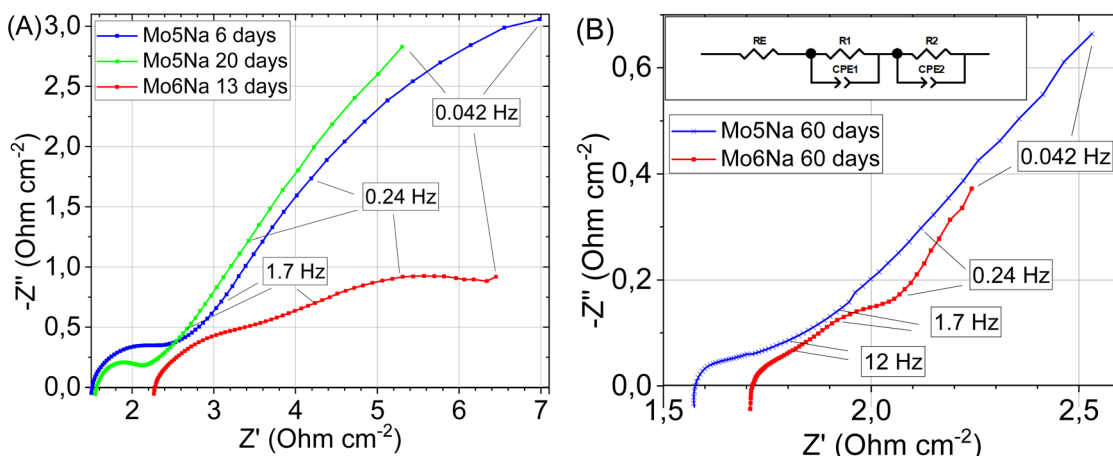 (A)
Mo5Na 6 days
Mo5Na 20 days
Mo6Na 13 days
0.042 Hz
0.24 Hz
1.7 Hz
3,0
2,5
2,0
1,5
1,0
0,5
0,0
-Z" (Ohm cm-2)
2 3 4 5 6 7
Z' (Ohm cm-2)
(B)
RE R1 R2
CPE1 CPE2
Mo5Na 60 days
Mo6Na 60 days
0.042 Hz
0.24 Hz
1.7 Hz
12 Hz
0,6
0,4
0,2
0,0
-Z" (Ohm cm-2)
1,5 2,0 2,5
Z' (Ohm cm-2)